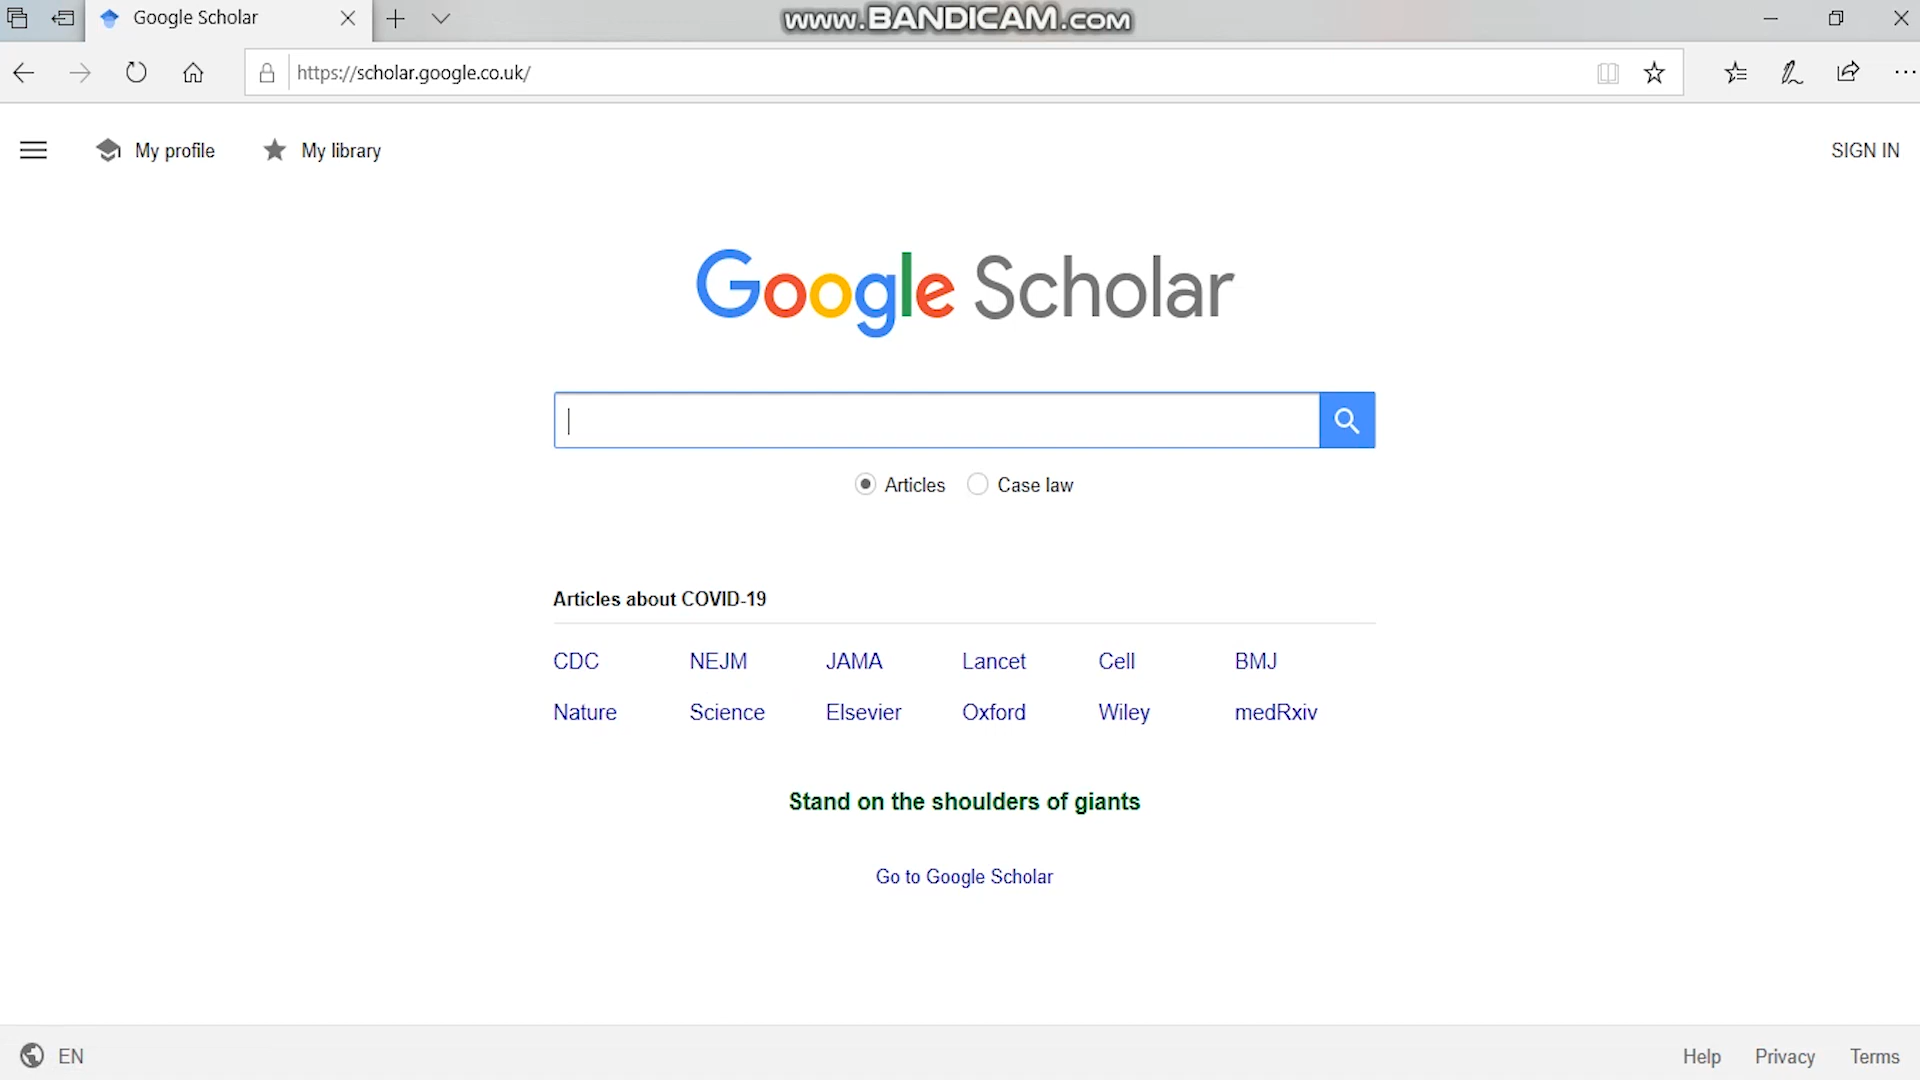 Google Scholar
www.BANDICAM.com
https://scholar.google.co.uk/
My profile
My library
SIGN IN
Google Scholar
Articles
Case law
Articles about COVID-19
CDC NEJM JAMA Lancet Cell BMJ
Nature Science Elsevier Oxford Wiley medRxiv
Stand on the shoulders of giants
Go to Google Scholar
EN
Help Privacy Terms